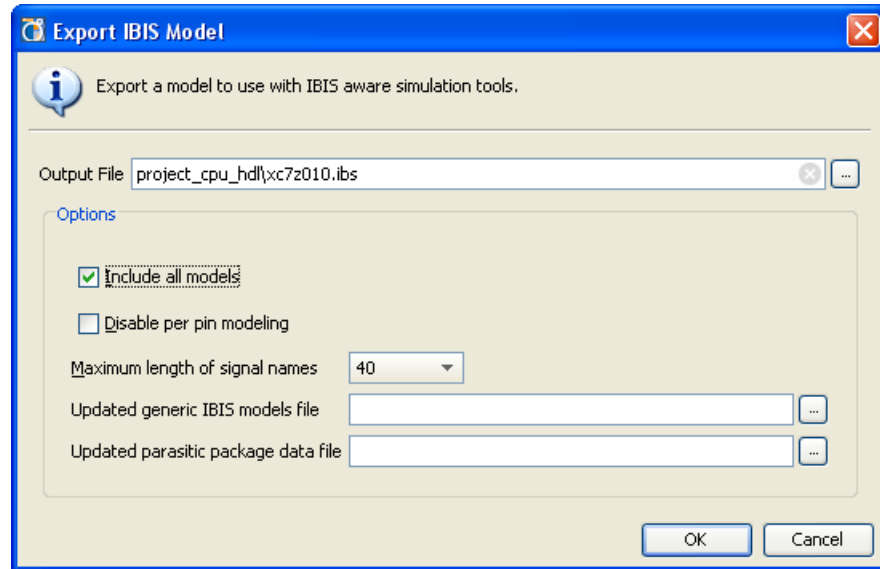 Export IBIS Model
Export a model to use with IBIS aware simulation tools.
Output File project_cpu_hdl\xc7z010.ibs ...
Options
Include all models
Disable per pin modeling
Maximum length of signal names 40
Updated generic IBIS models file ...
Updated parasitic package data file ...
OK Cancel